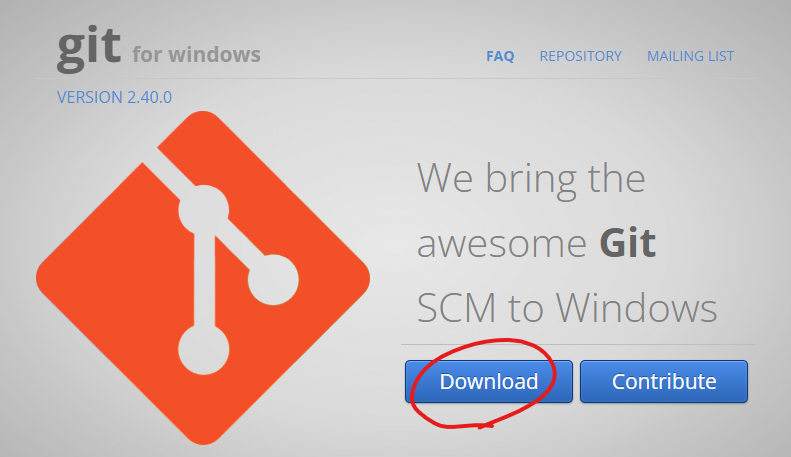 git for windows
FAQ REPOSITORY MAILING LIST
VERSION 2.40.0
We bring the
awesome Git
SCM to Windows
Download Contribute